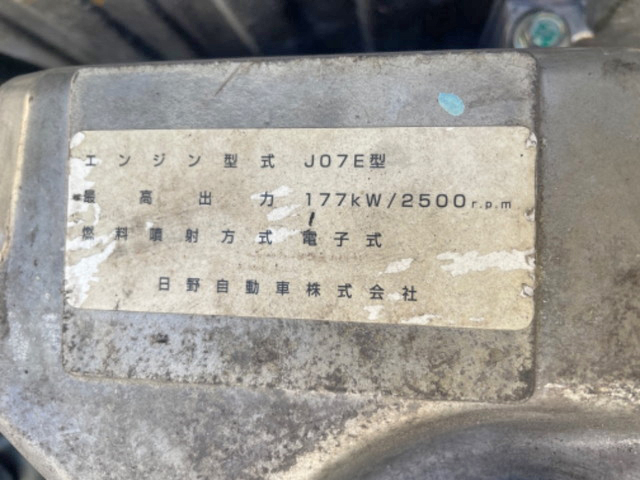 エンジン型式 J07E型
最高出力 177kW/2500r.p.m
燃料噴射方式 電子式
日野自動車株式会社